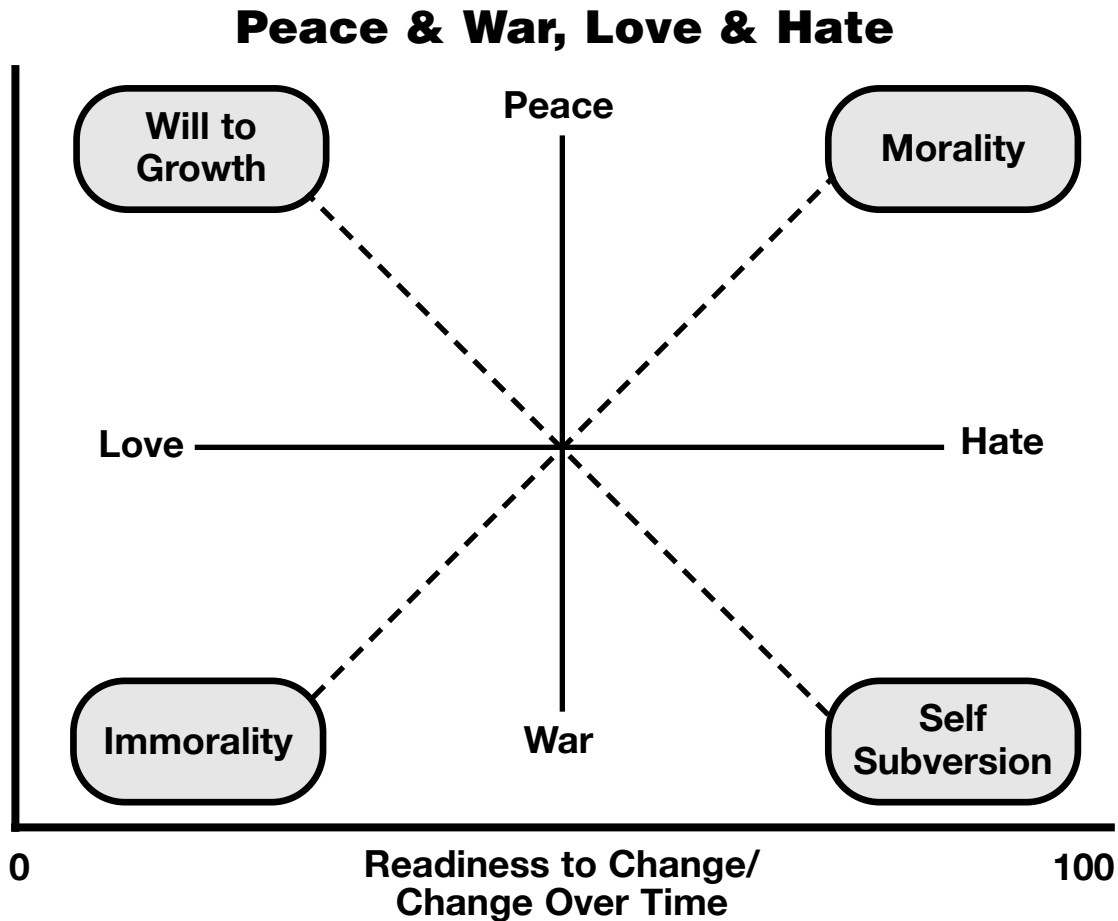 Peace & War, Love & Hate
Will to
Growth
Peace
Morality
Love
Hate
Immorality
War
Self
Subversion
0
Readiness to Change/
Change Over Time
100